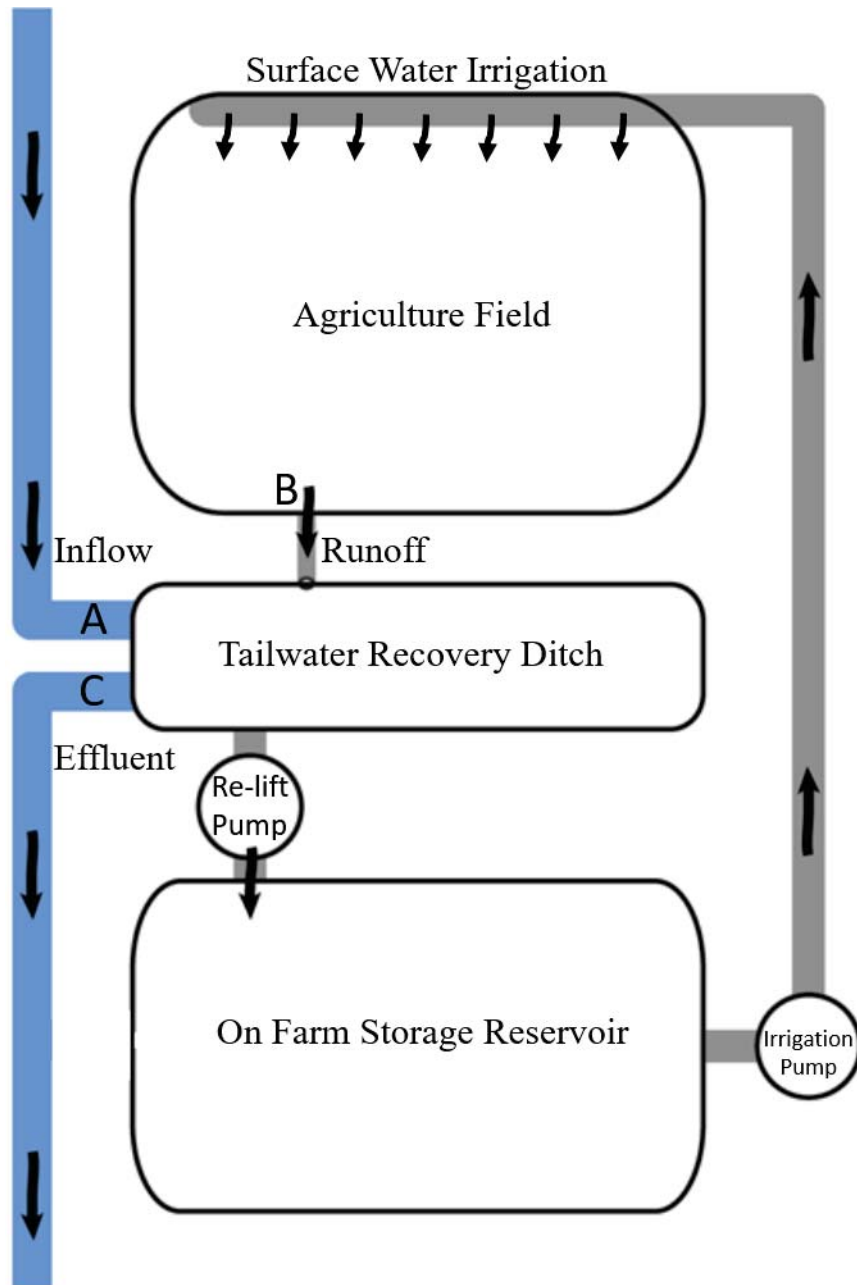 Surface Water Irrigation
Agriculture Field
B
Inflow
Runoff
A
Tailwater Recovery Ditch
C
Effluent
Re-lift
Pump
On Farm Storage Reservoir
Irrigation
Pump